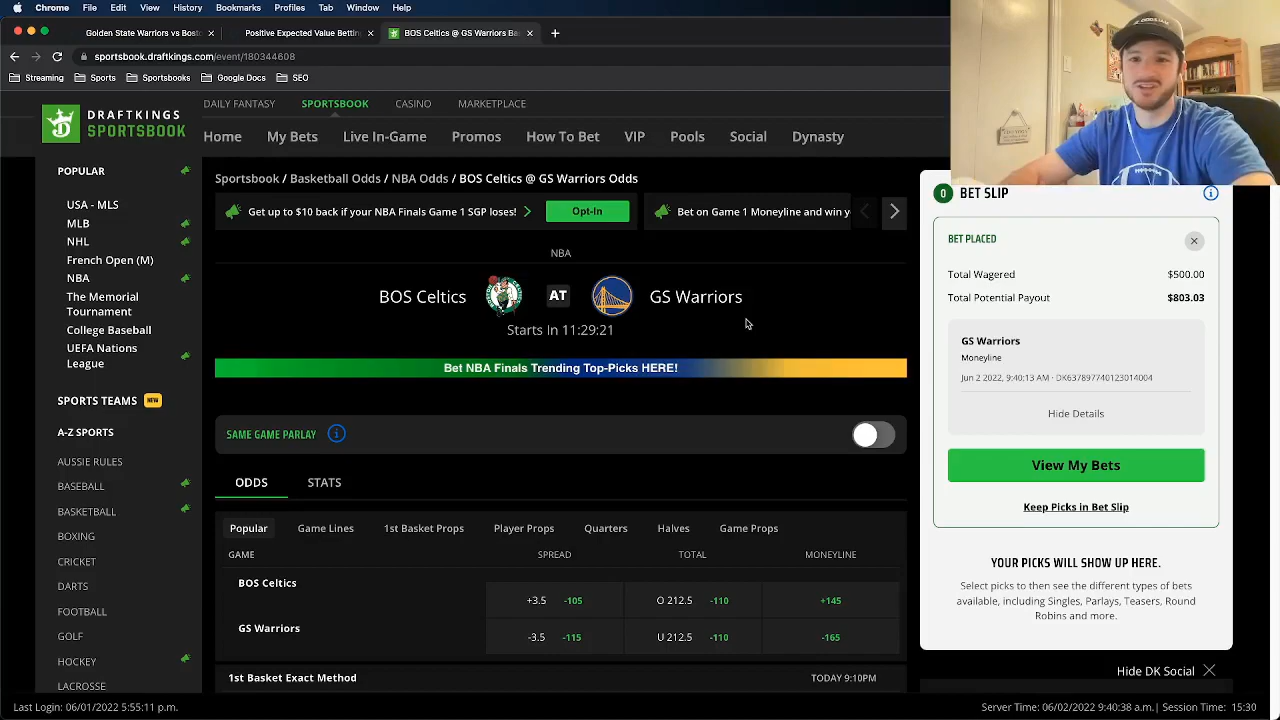 Chrome File Edit View History Bookmarks Profiles Tab Window Help
Golden State Warriors vs Bost
Positive Expected Value Bettin
BOS Celtics @ GS Warriors Bet
sportsbook.draftkings.com/event/180344608
Streaming Sports Sportsbooks Google Docs SEO
DRAFTKINGS
SPORTSBOOK
DAILY FANTASY SPORTSBOOK CASINO MARKETPLACE
Home My Bets Live In-Game Promos How To Bet VIP Pools Social Dynasty
POPULAR
USA - MLS
MLB
NHL
French Open (M)
NBA
The Memorial
Tournament
College Baseball
UEFA Nations
League
SPORTS TEAMS NEW
A-Z SPORTS
AUSSIE RULES
BASEBALL
BASKETBALL
BOXING
CRICKET
DARTS
FOOTBALL
GOLF
HOCKEY
LACROSSE
Sportsbook / Basketball Odds / NBA Odds / BOS Celtics @ GS Warriors Odds
Get up to $10 back if your NBA Finals Game 1 SGP loses!
Opt-In
Bet on Game 1 Moneyline and win y
NBA
BOS Celtics AT GS Warriors
Starts In 11:29:21
Bet NBA Finals Trending Top-Picks HERE!
SAME GAME PARLAY
ODDS STATS
Popular Game Lines 1st Basket Props Player Props Quarters Halves Game Props
GAME SPREAD TOTAL MONEYLINE
BOS Celtics +3.5 -105 O 212.5 -110 +145
GS Warriors -3.5 -115 U 212.5 -110 -165
1st Basket Exact Method TODAY 9:10PM
0 BET SLIP
BET PLACED
Total Wagered $500.00
Total Potential Payout $803.03
GS Warriors
Moneyline
Jun 2 2022, 9:40:13 AM · DK637897740123014004
Hide Details
View My Bets
Keep Picks in Bet Slip
YOUR PICKS WILL SHOW UP HERE.
Select picks to then see the different types of bets
available, including Singles, Parlays, Teasers, Round
Robins and more.
Hide DK Social
Last Login: 06/01/2022 5:55:11 p.m.
Server Time: 06/02/2022 9:40:38 a.m.| Session Time: 15:30